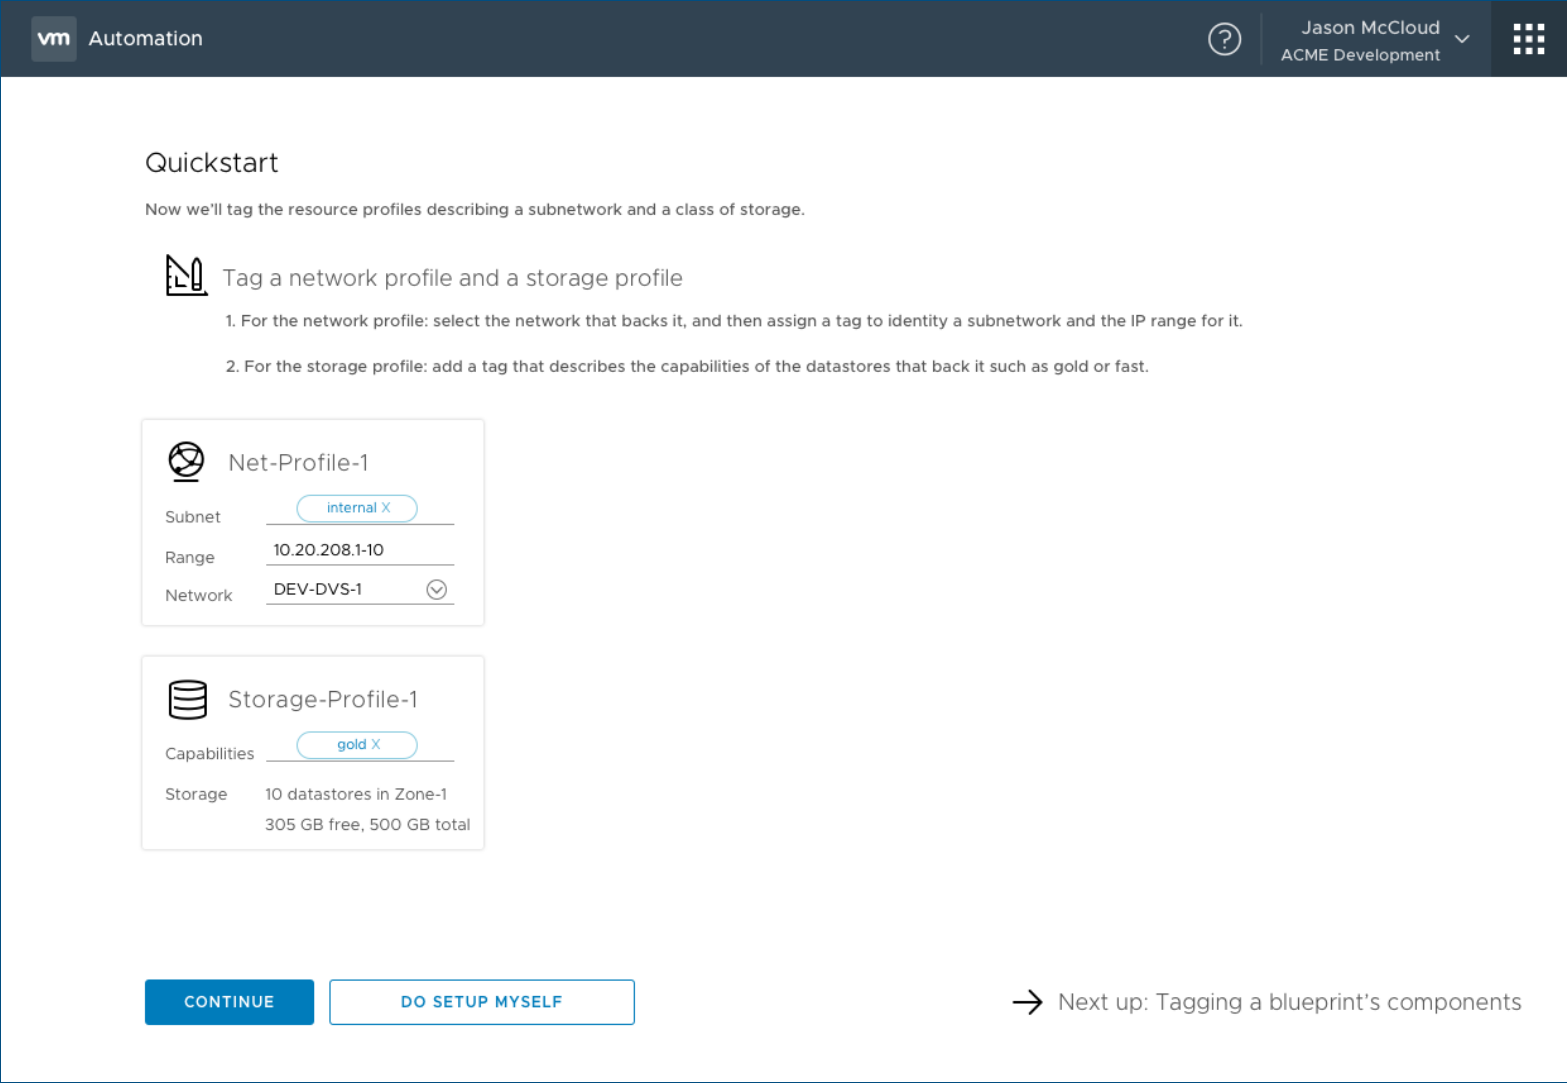 vm Automation
? Jason McCloud
ACME Development
Quickstart
Now we'll tag the resource profiles describing a subnetwork and a class of storage.
Tag a network profile and a storage profile
1. For the network profile: select the network that backs it, and then assign a tag to identity a subnetwork and the IP range for it.
2. For the storage profile: add a tag that describes the capabilities of the datastores that back it such as gold or fast.
Net-Profile-1
Subnet internal X
Range 10.20.208.1-10
Network DEV-DVS-1
Storage-Profile-1
Capabilities gold X
Storage 10 datastores in Zone-1
305 GB free, 500 GB total
CONTINUE DO SETUP MYSELF Next up: Tagging a blueprint's components